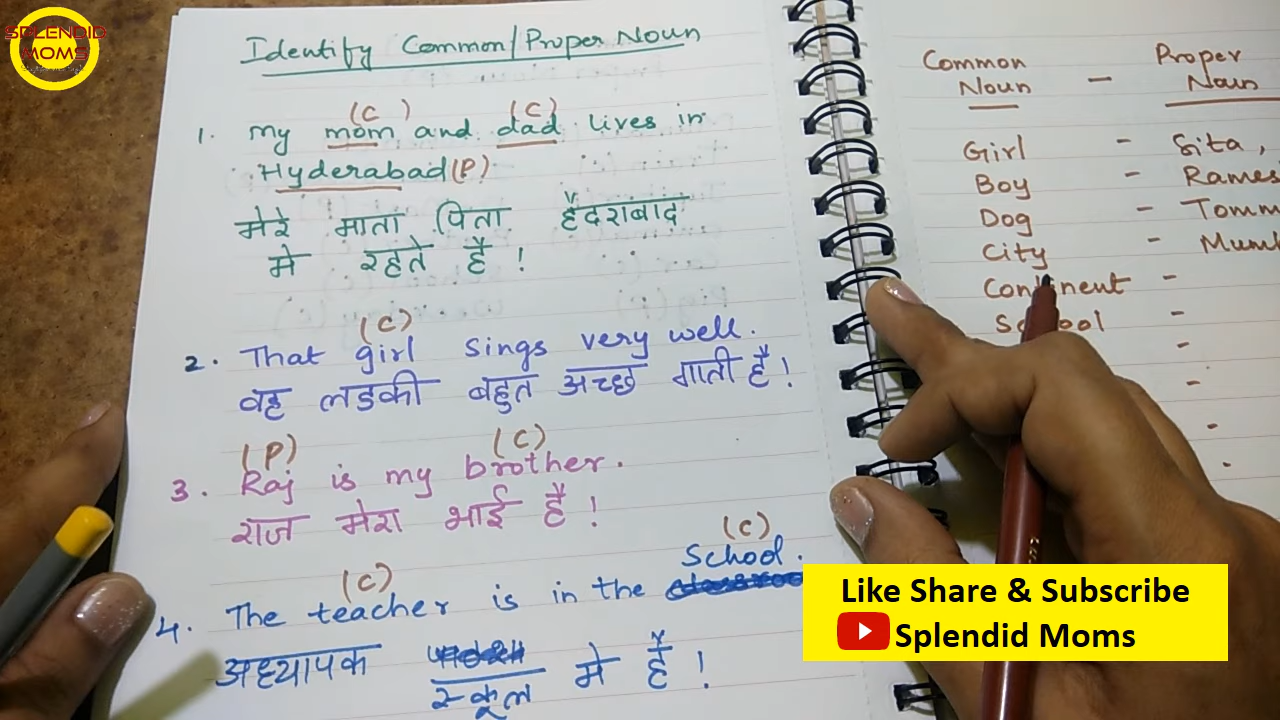 SPLENDID
MOMS
Identify Common/Proper Noun
(C) (C)
1. My mom and dad lives in
Hyderabad (P)
मेरे माता पिता हैदराबाद
मे रहते है !
(C)
2. That girl sings very well.
वह लडकी बहुत अच्छे गाती है !
(P) (C)
3. Raj is my brother.
राज मेरा भाई है !
(C)
(C) School.
4. The teacher is in the
अध्यापक मे है !
स्कूल
Common Proper
Noun - Noun
Girl - Sita,
Boy - Rames
Dog - Tomm
City - Mumb
Continent -
School -
-
-
-
-
Like Share & Subscribe
Splendid Moms